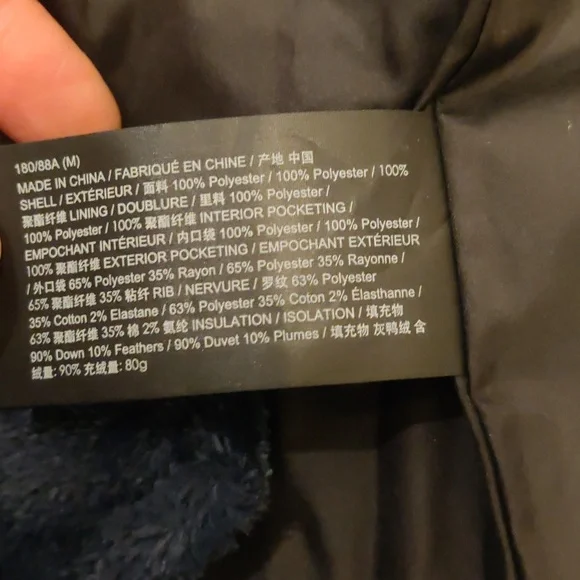 180/88A (M)
MADE IN CHINA / FABRIQUÉ EN CHINE / 产地 中国
SHELL / EXTÉRIEUR / 面料 100% Polyester / 100% Polyester / 100%
聚酯纤维 LINING / DOUBLURE / 里料 100% Polyester /
100% Polyester / 100% 聚酯纤维 INTERIOR POCKETING /
EMPOCHANT INTÉRIEUR / 内口袋 100% Polyester / 100% Polyester /
100% 聚酯纤维 EXTERIOR POCKETING / EMPOCHANT EXTÉRIEUR
/ 外口袋 65% Polyester 35% Rayon / 65% Polyester 35% Rayonne /
65% 聚酯纤维 35% 粘纤 RIB / NERVURE / 罗纹 63% Polyester
35% Cotton 2% Elastane / 63% Polyester 35% Coton 2% Élasthanne /
63% 聚酯纤维 35% 棉 2% 氨纶 INSULATION / ISOLATION / 填充物
90% Down 10% Feathers / 90% Duvet 10% Plumes / 填充物 灰鸭绒 含
绒量: 90% 充绒量: 80g